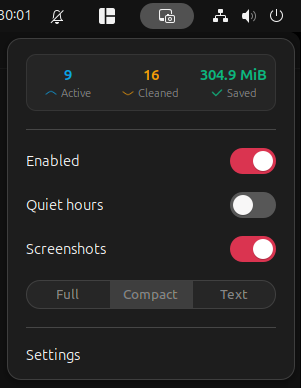 30:01
9 16 304.9 MiB
Active Cleaned Saved
Enabled
Quiet hours
Screenshots
Full Compact Text
Settings